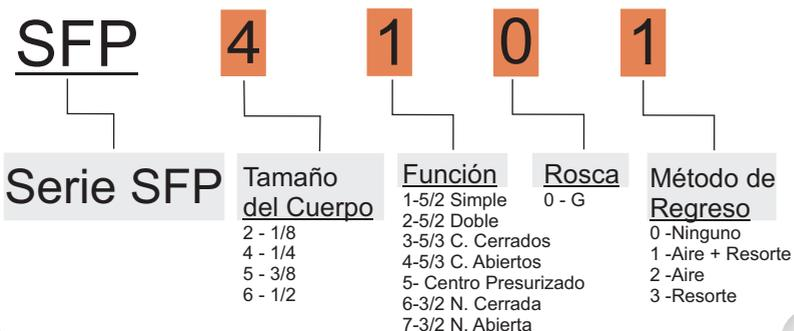 SFP 4 1 0 1
Serie SFP
Tamaño
del Cuerpo
2 - 1/8
4 - 1/4
5 - 3/8
6 - 1/2
Función
1-5/2 Simple
2-5/2 Doble
3-5/3 C. Cerrados
4-5/3 C. Abiertos
5- Centro Presurizado
6-3/2 N. Cerrada
7-3/2 N. Abierta
Rosca
0 - G
Método de
Regreso
0 -Ninguno
1 -Aire + Resorte
2 -Aire
3 -Resorte